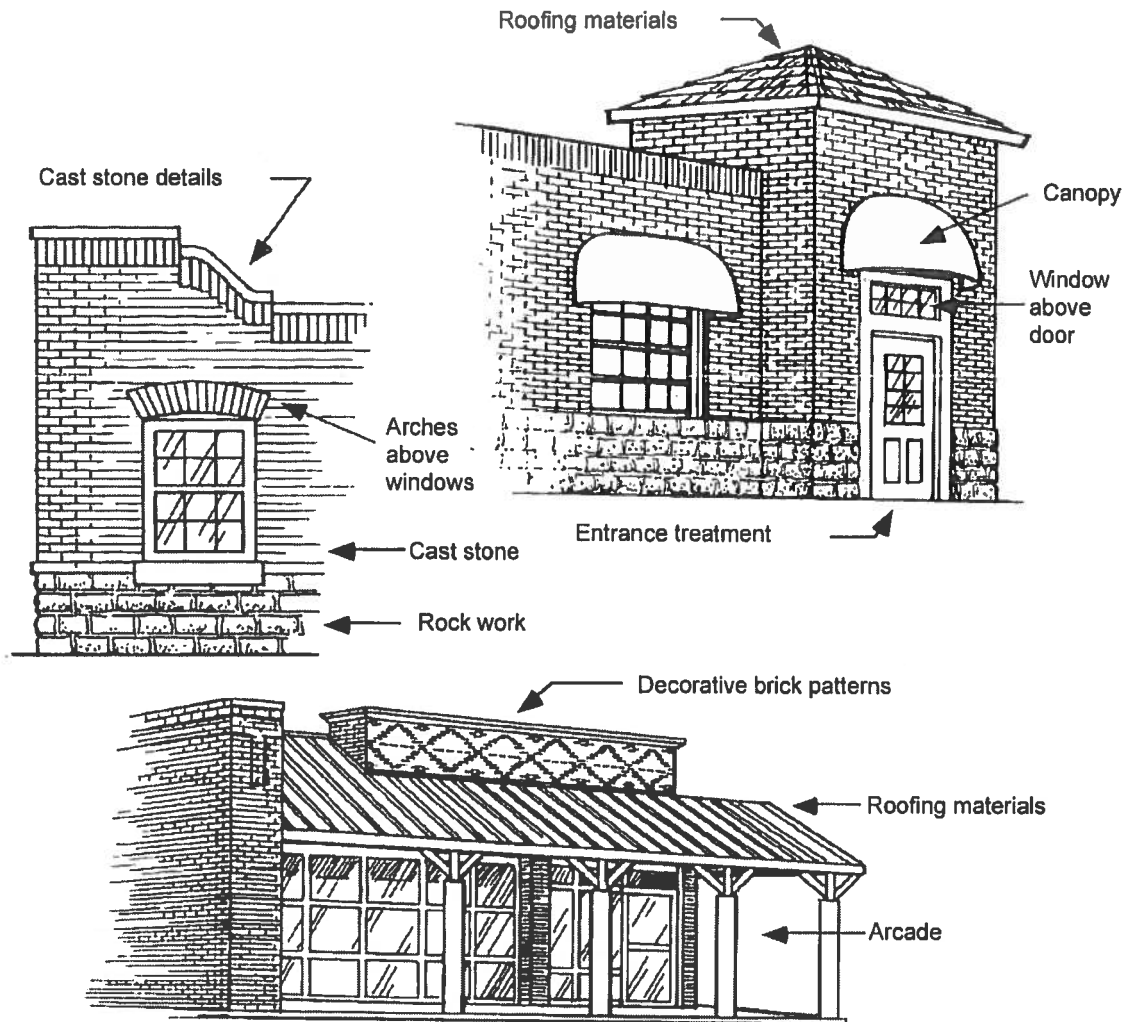 Roofing materials
Cast stone details
Canopy
Window
above
door
Arches
above
windows
Entrance treatment
Cast stone
Rock work
Decorative brick patterns
Roofing materials
Arcade